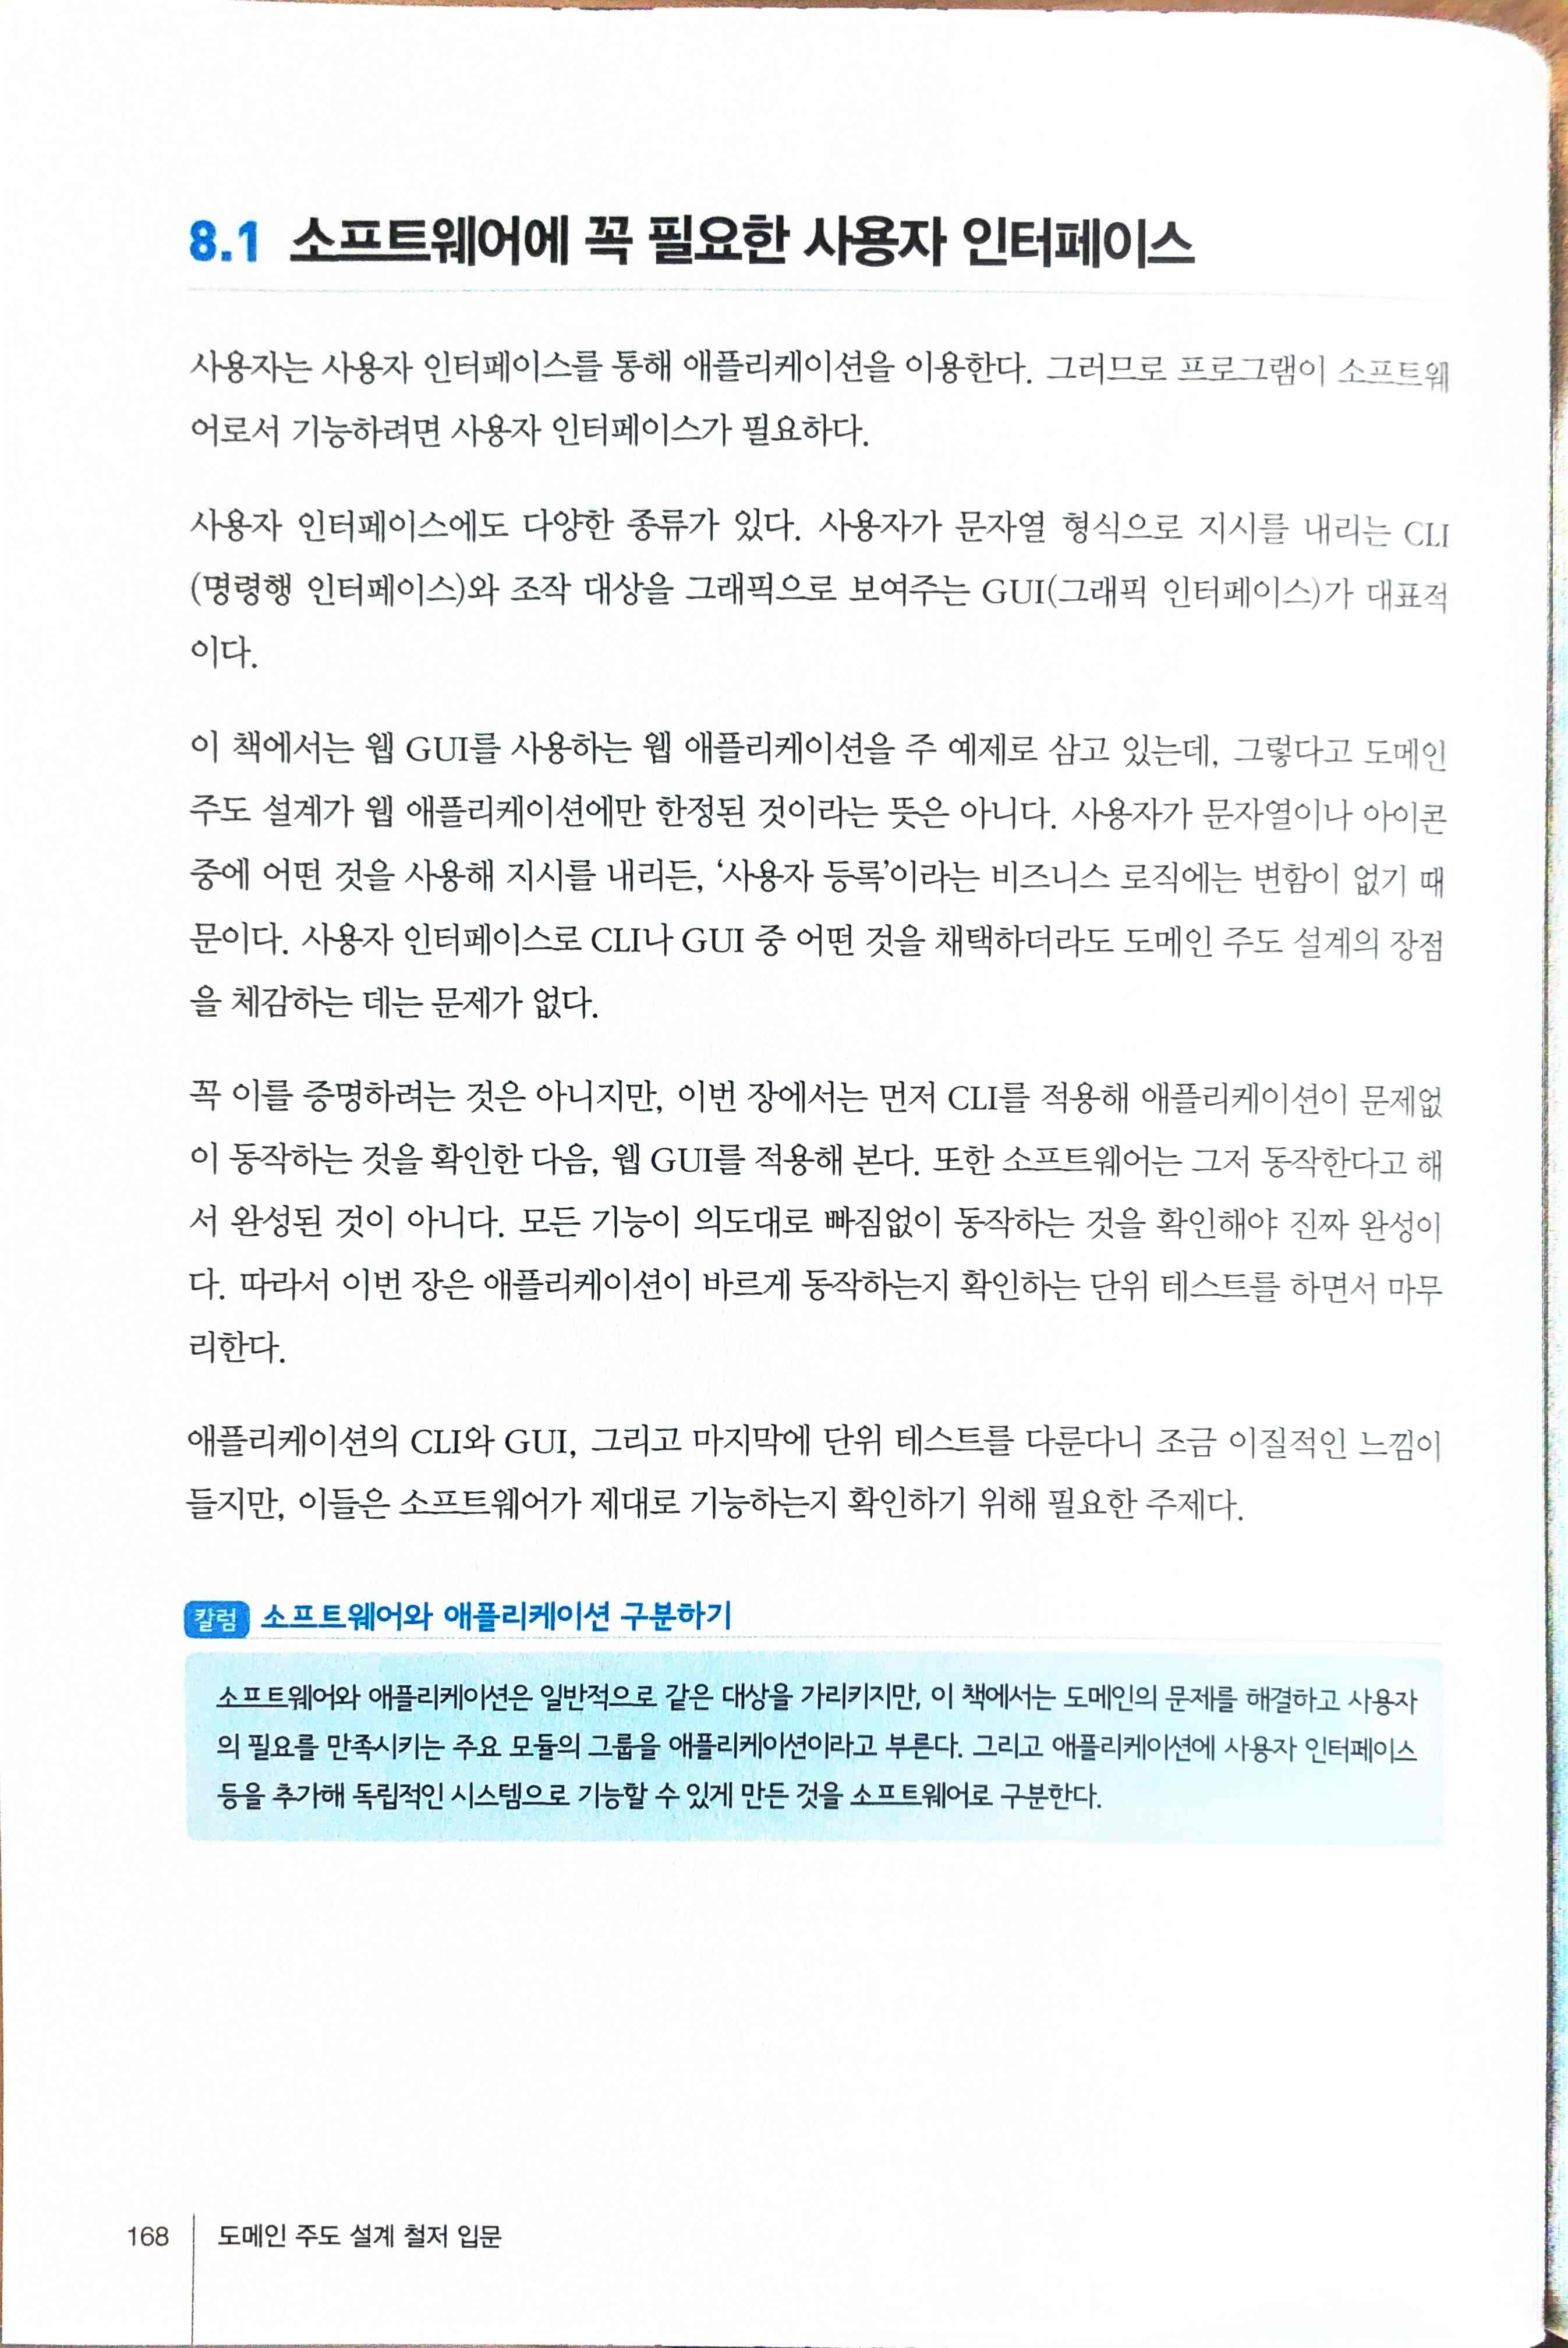 8.1 소프트웨어에 꼭 필요한 사용자 인터페이스
사용자는 사용자 인터페이스를 통해 애플리케이션을 이용한다. 그러므로 프로그램이 소프트웨
어로서 기능하려면 사용자 인터페이스가 필요하다.
사용자 인터페이스에도 다양한 종류가 있다. 사용자가 문자열 형식으로 지시를 내리는 CLI
(명령행 인터페이스)와 조작 대상을 그래픽으로 보여주는 GUI(그래픽 인터페이스)가 대표적
이다.
이 책에서는 웹 GUI를 사용하는 웹 애플리케이션을 주 예제로 삼고 있는데, 그렇다고 도메인
주도 설계가 웹 애플리케이션에만 한정된 것이라는 뜻은 아니다. 사용자가 문자열이나 아이콘
중에 어떤 것을 사용해 지시를 내리든, ‘사용자 등록’이라는 비즈니스 로직에는 변함이 없기 때
문이다. 사용자 인터페이스로 CLI나 GUI 중 어떤 것을 채택하더라도 도메인 주도 설계의 장점
을 체감하는 데는 문제가 없다.
꼭 이를 증명하려는 것은 아니지만, 이번 장에서는 먼저 CLI를 적용해 애플리케이션이 문제없
이 동작하는 것을 확인한 다음, 웹 GUI를 적용해 본다. 또한 소프트웨어는 그저 동작한다고 해
서 완성된 것이 아니다. 모든 기능이 의도대로 빠짐없이 동작하는 것을 확인해야 진짜 완성이
다. 따라서 이번 장은 애플리케이션이 바르게 동작하는지 확인하는 단위 테스트를 하면서 마무
리한다.
애플리케이션의 CLI와 GUI, 그리고 마지막에 단위 테스트를 다룬다니 조금 이질적인 느낌이
들지만, 이들은 소프트웨어가 제대로 기능하는지 확인하기 위해 필요한 주제다.
칼럼 소프트웨어와 애플리케이션 구분하기
소프트웨어와 애플리케이션은 일반적으로 같은 대상을 가리키지만, 이 책에서는 도메인의 문제를 해결하고 사용자
의 필요를 만족시키는 주요 모듈의 그룹을 애플리케이션이라고 부른다. 그리고 애플리케이션에 사용자 인터페이스
등을 추가해 독립적인 시스템으로 기능할 수 있게 만든 것을 소프트웨어로 구분한다.
168 도메인 주도 설계 철저 입문